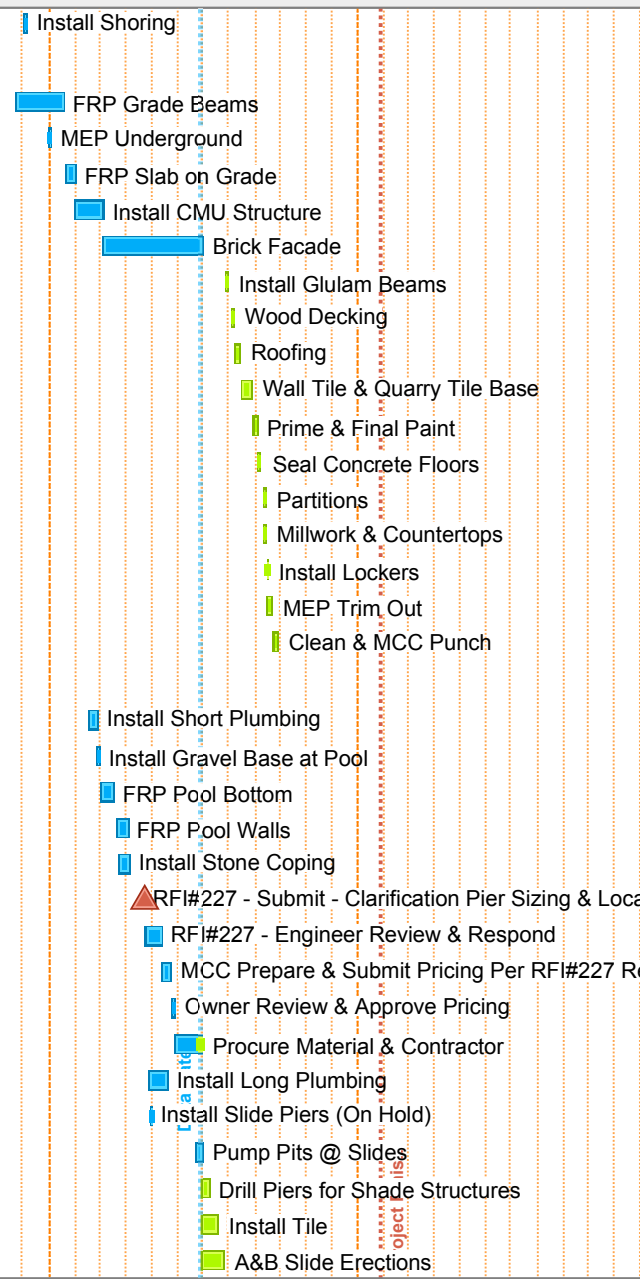 Install Shoring
FRP Grade Beams
MEP Underground
FRP Slab on Grade
Install CMU Structure
Brick Facade
Install Glulam Beams
Wood Decking
Roofing
Wall Tile & Quarry Tile Base
Prime & Final Paint
Seal Concrete Floors
Partitions
Millwork & Countertops
Install Lockers
MEP Trim Out
Clean & MCC Punch
Install Short Plumbing
Install Gravel Base at Pool
FRP Pool Bottom
FRP Pool Walls
Install Stone Coping
RFI#227 - Submit - Clarification Pier Sizing & Loca
RFI#227 - Engineer Review & Respond
MCC Prepare & Submit Pricing Per RFI#227 Re
Owner Review & Approve Pricing
Procure Material & Contractor
Install Long Plumbing
Install Slide Piers (On Hold)
Pump Pits @ Slides
Drill Piers for Shade Structures
Install Tile
A&B Slide Erections